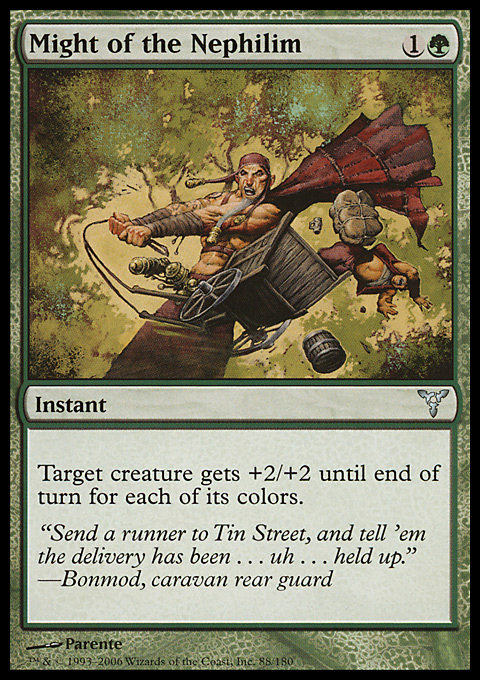 Might of the Nephilim
1
Instant
Target creature gets +2/+2 until end of
turn for each of its colors.
“Send a runner to Tin Street, and tell ’em
the delivery has been . . . uh . . . held up.”
—Bonmod, caravan rear guard
Parente
™ & © 1993–2006 Wizards of the Coast, Inc. 88/180